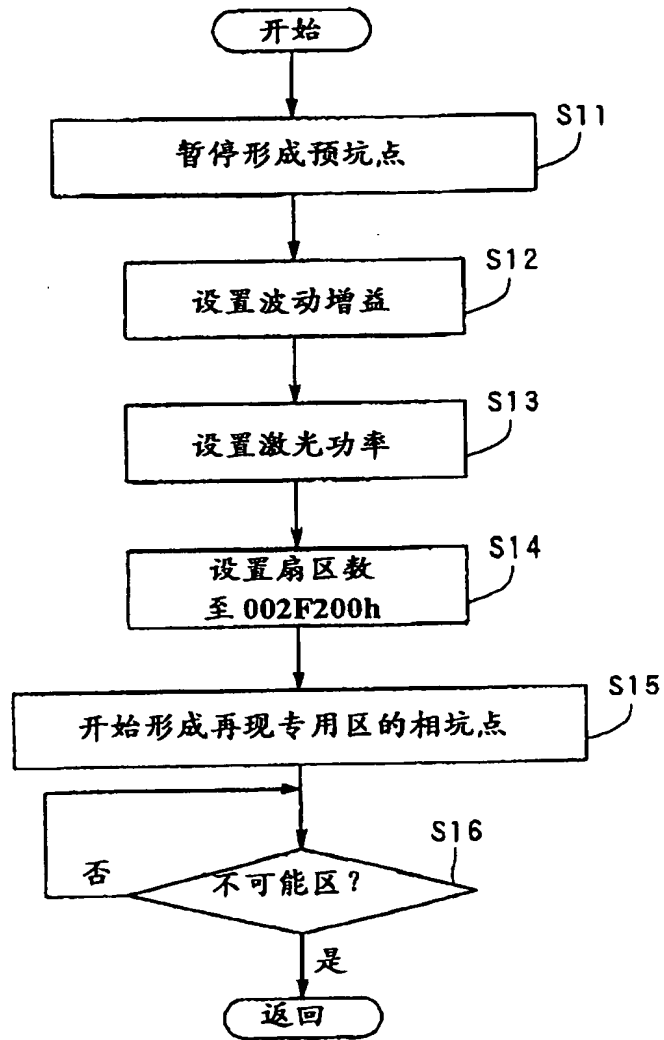 开始
S11
暂停形成预坑点
S12
设置波动增益
S13
设置激光功率
S14
设置扇区数
至 002F200h
S15
开始形成再现专用区的相坑点
S16
不可能区？
否
是
返回